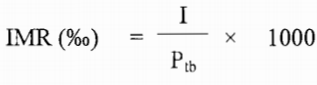 IMR (‰) = I / P_tb × 1000